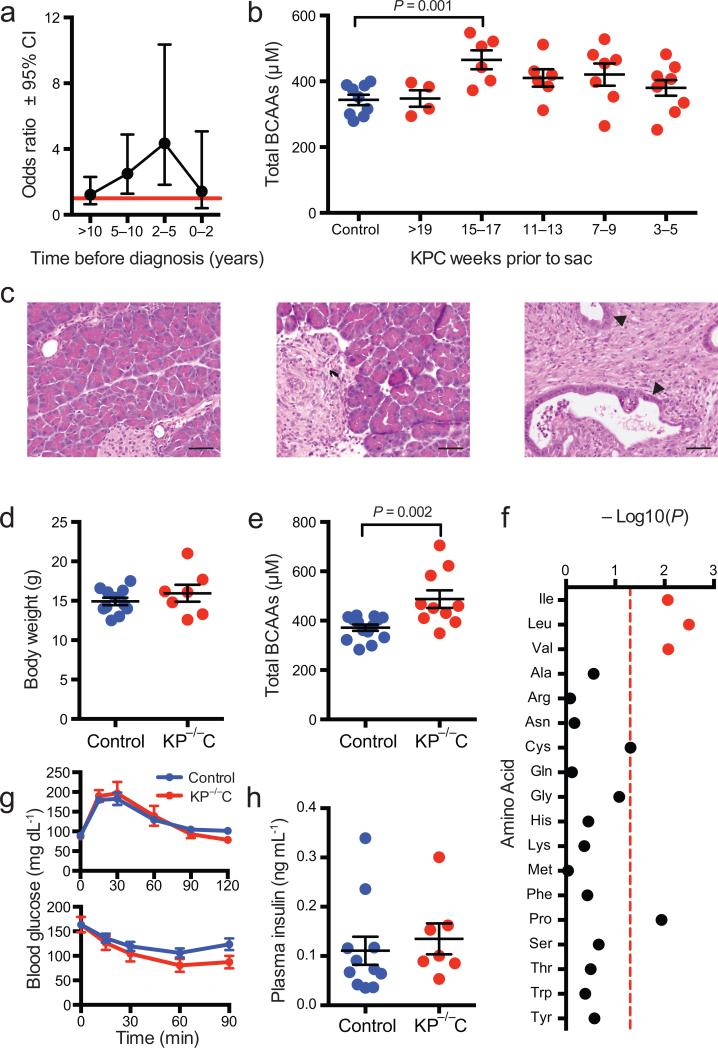 a
Odds ratio ± 95% CI
12
8
4
0
>10 5–10 2–5 0–2
Time before diagnosis (years)
b
P = 0.001
Total BCAAs (µM)
600
400
200
0
Control >19 15–17 11–13 7–9 3–5
KPC weeks prior to sac
c
d
Body weight (g)
25
20
15
10
5
0
Control KP−/−C
e
P = 0.002
Total BCAAs (µM)
800
600
400
200
0
Control KP−/−C
f
– Log10(P)
0 1 2 3
Amino Acid
Ile
Leu
Val
Ala
Arg
Asn
Cys
Gln
Gly
His
Lys
Met
Phe
Pro
Ser
Thr
Trp
Tyr
g
Blood glucose (mg dL-1)
250
200
150
100
50
0
Control
KP−/−C
0 30 60 90 120
200
150
100
50
0
0 30 60 90
Time (min)
h
Plasma insulin (ng mL-1)
0.4
0.3
0.2
0.1
0.0
Control KP−/−C